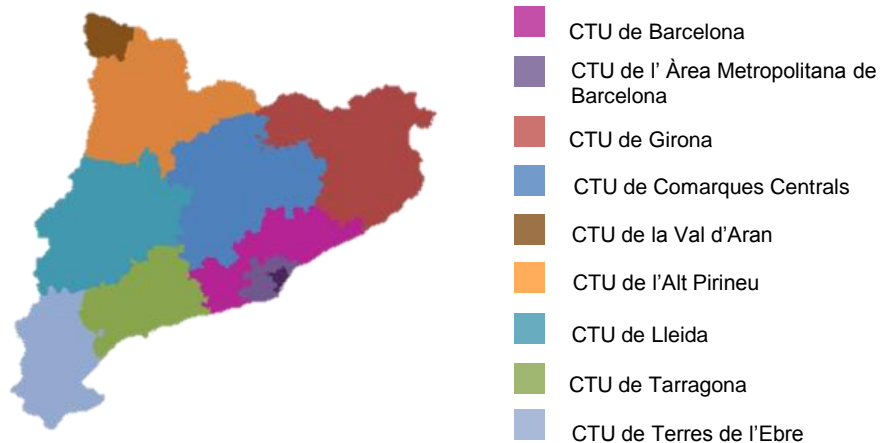 CTU de Barcelona
CTU de l’ Àrea Metropolitana de
Barcelona
CTU de Girona
CTU de Comarques Centrals
CTU de la Val d’Aran
CTU de l’Alt Pirineu
CTU de Lleida
CTU de Tarragona
CTU de Terres de l’Ebre